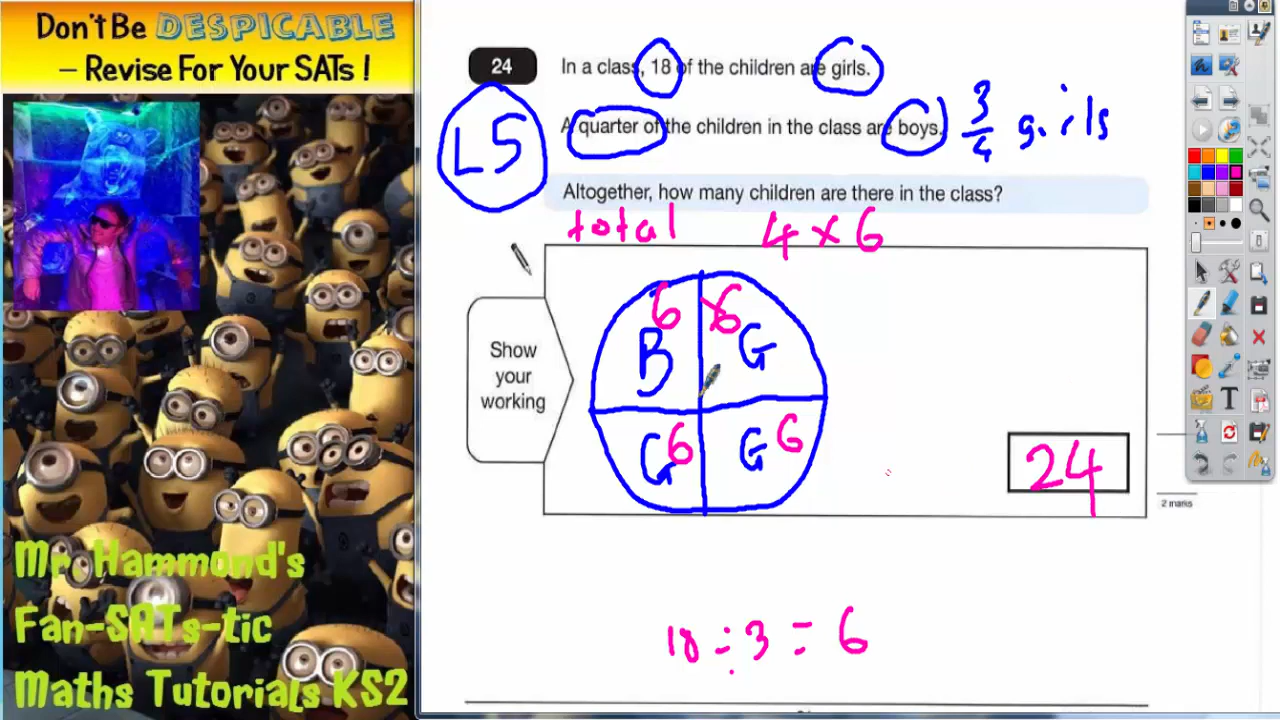 Don't Be DESPICABLE
– Revise For Your SATs !
24
In a class, 18 of the children are girls.
L5
A quarter of the children in the class are boys.
3/4 girls
Altogether, how many children are there in the class?
total 4 × 6
Show
your
working
6 6
B G
G 6 G 6
24
2 marks
18 ÷ 3 = 6
Mr. Hammond's
Fan-SATs-tic
Maths Tutorials KS2